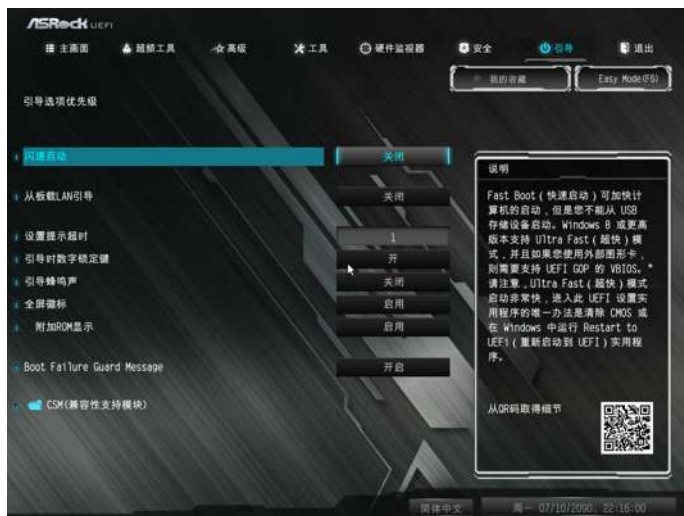 ASRock UEFI
主画面 超频工具 高级 工具 硬件监视器 安全 引导 退出
我的收藏 Easy Mode(F6)
引导选项优先级
闪速启动 关闭
从板载LAN引导 关闭
设置提示超时 1
引导时数字锁定键 开
引导蜂鸣声 关闭
全屏徽标 启用
附加ROM显示 启用
Boot Failure Guard Message 开启
CSM(兼容性支持模块)
说明
Fast Boot(快速启动)可加快计
算机的启动，但是您不能从 USB
存储设备启动。Windows 8 或更高
版本支持 Ultra Fast(超快)模
式，并且如果您使用外部图形卡，
则需要支持 UEFI GOP 的 VBIOS。*
请注意，Ultra Fast(超快)模式
启动非常快，进入此 UEFI 设置实
用程序的唯一办法是清除 CMOS 或
在 Windows 中运行 Restart to
UEFI(重新启动到 UEFI)实用程
序。
从QR码取得细节
简体中文 周一 07/10/2090. 22:16:00